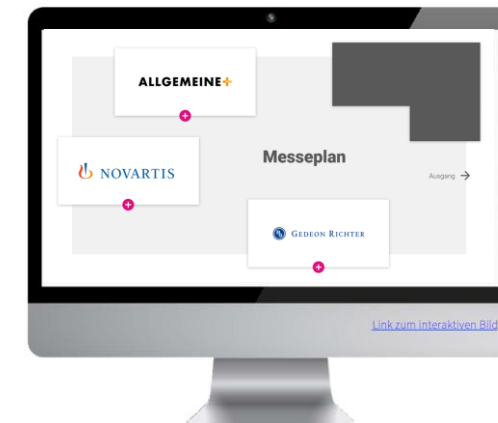 ALLGEMEINE+
NOVARTIS
Messeplan
Ausgang →
GEDEON RICHTER
Link zum interaktiven Bild